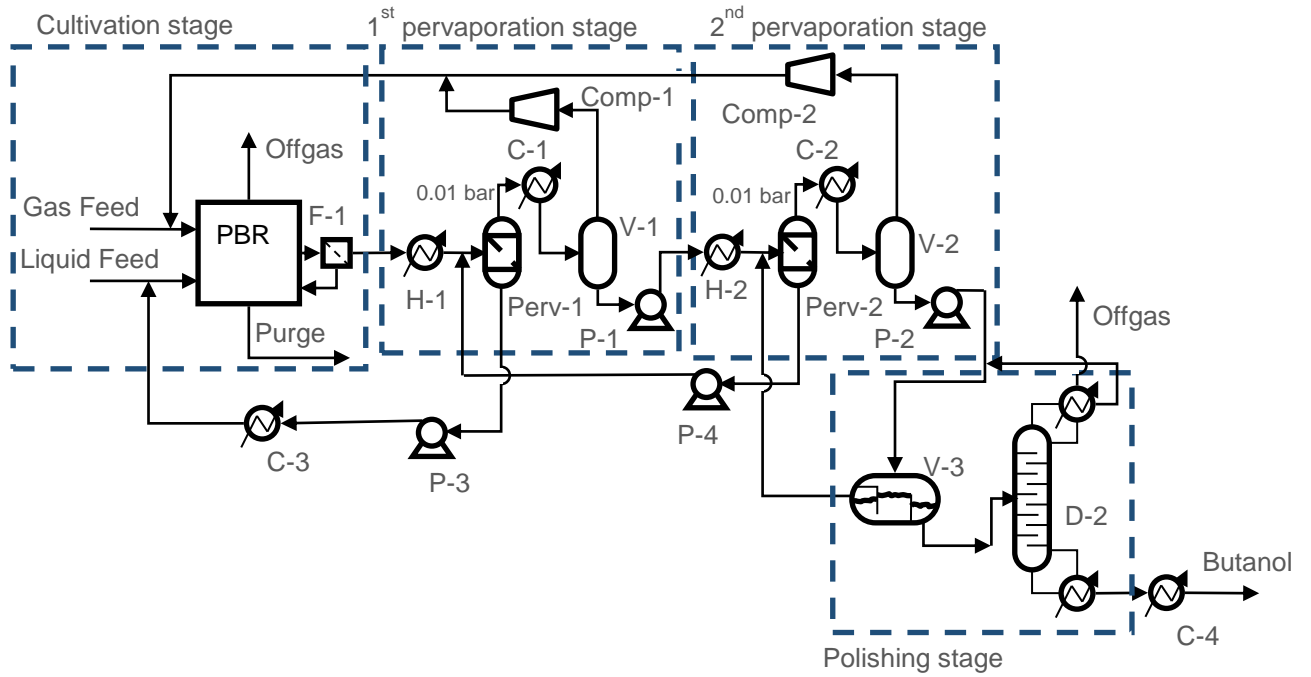 Cultivation stage
1st pervaporation stage
2nd pervaporation stage
Comp-1
Comp-2
Offgas
C-1
C-2
0.01 bar
0.01 bar
Gas Feed
F-1
PBR
V-1
V-2
Liquid Feed
H-1
Perv-1
H-2
Perv-2
Purge
P-1
P-2
Offgas
P-4
C-3
P-3
V-3
D-2
Butanol
C-4
Polishing stage